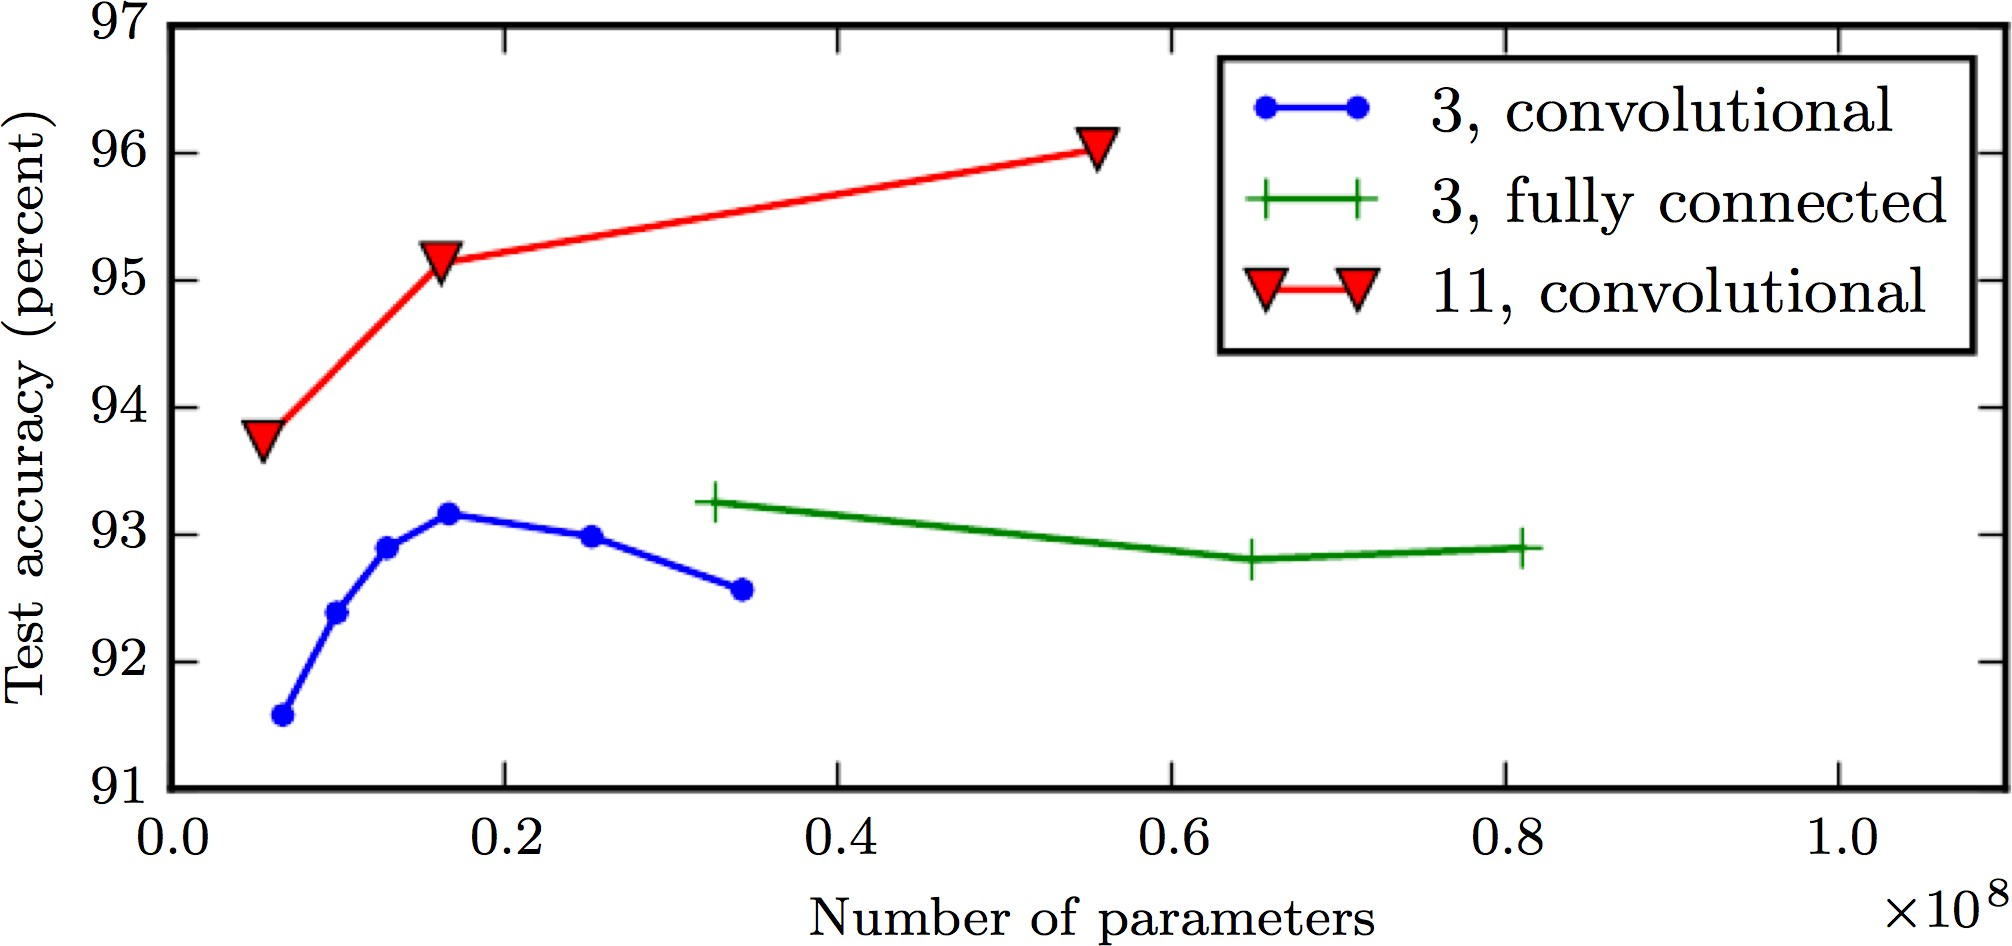 97
96
95
94
93
92
91
Test accuracy (percent)
3, convolutional
3, fully connected
11, convolutional
0.0 0.2 0.4 0.6 0.8 1.0
×10⁸
Number of parameters